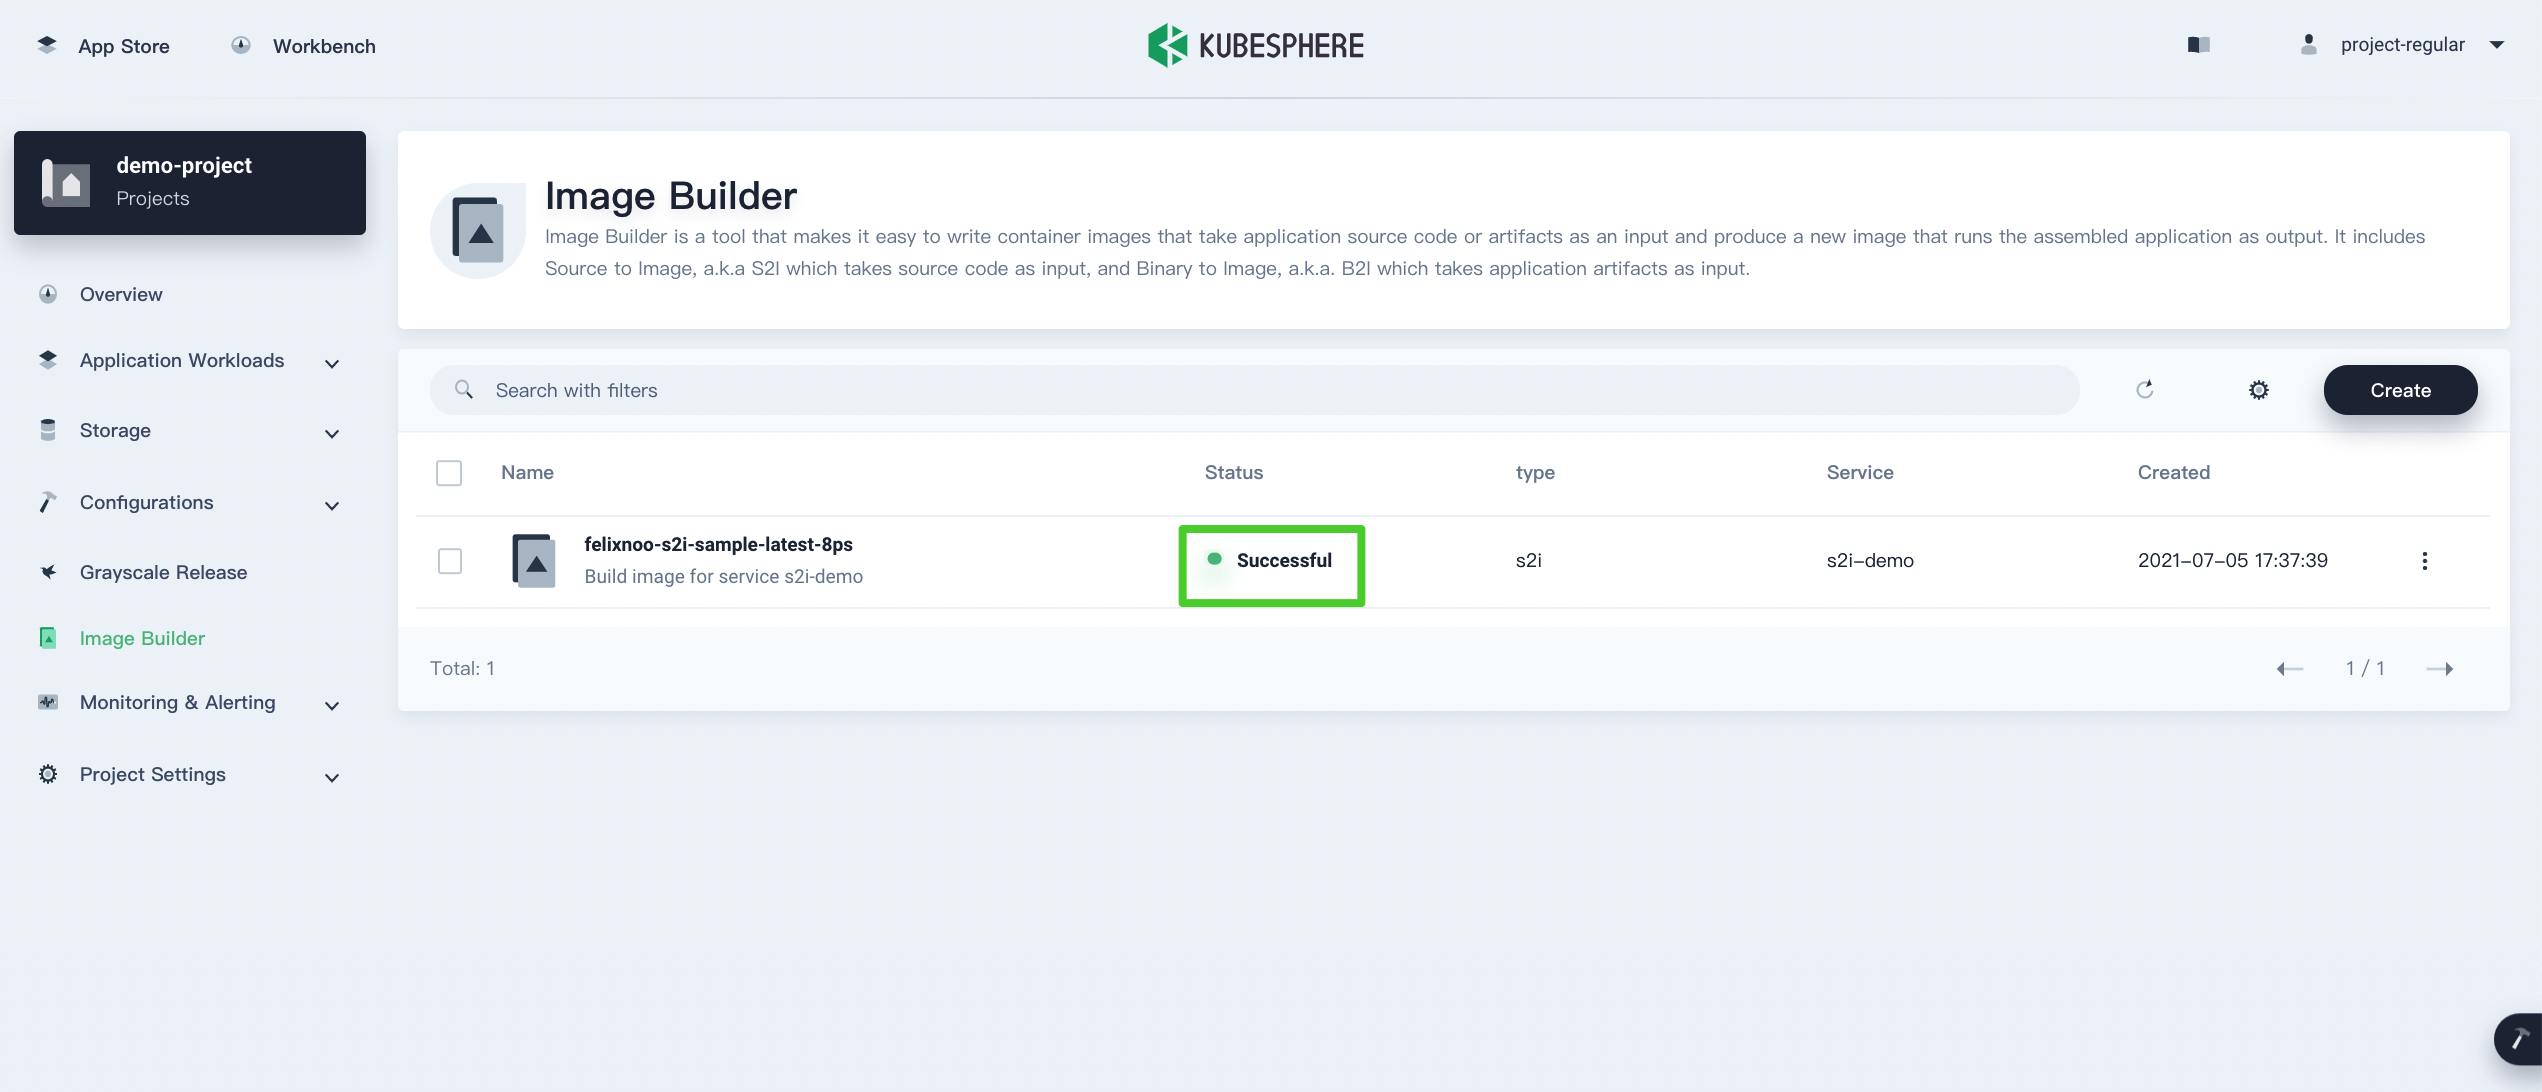 App Store
Workbench
KUBESPHERE
project-regular
demo-project
Projects
Overview
Application Workloads
Storage
Configurations
Grayscale Release
Image Builder
Monitoring & Alerting
Project Settings
Image Builder
Image Builder is a tool that makes it easy to write container images that take application source code or artifacts as an input and produce a new image that runs the assembled application as output. It includes
Source to Image, a.k.a S2I which takes source code as input, and Binary to Image, a.k.a. B2I which takes application artifacts as input.
Search with filters
Create
Name Status type Service Created
felixnoo-s2i-sample-latest-8ps
Build image for service s2i-demo
Successful s2i s2i-demo 2021-07-05 17:37:39
Total: 1
1 / 1